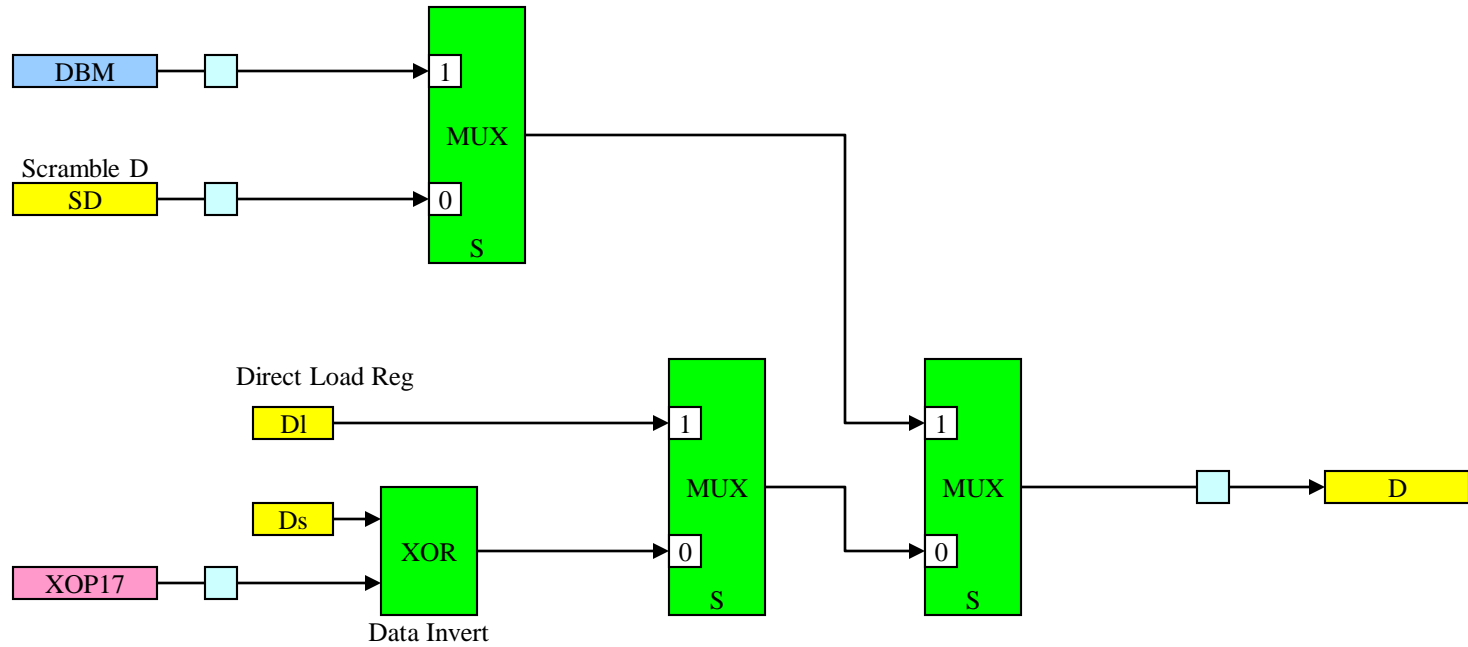 DBM
1
MUX
Scramble D
SD
0
S
Direct Load Reg
Dl
1
1
Ds
MUX
MUX
D
XOR
0
0
XOP17
S
S
Data Invert